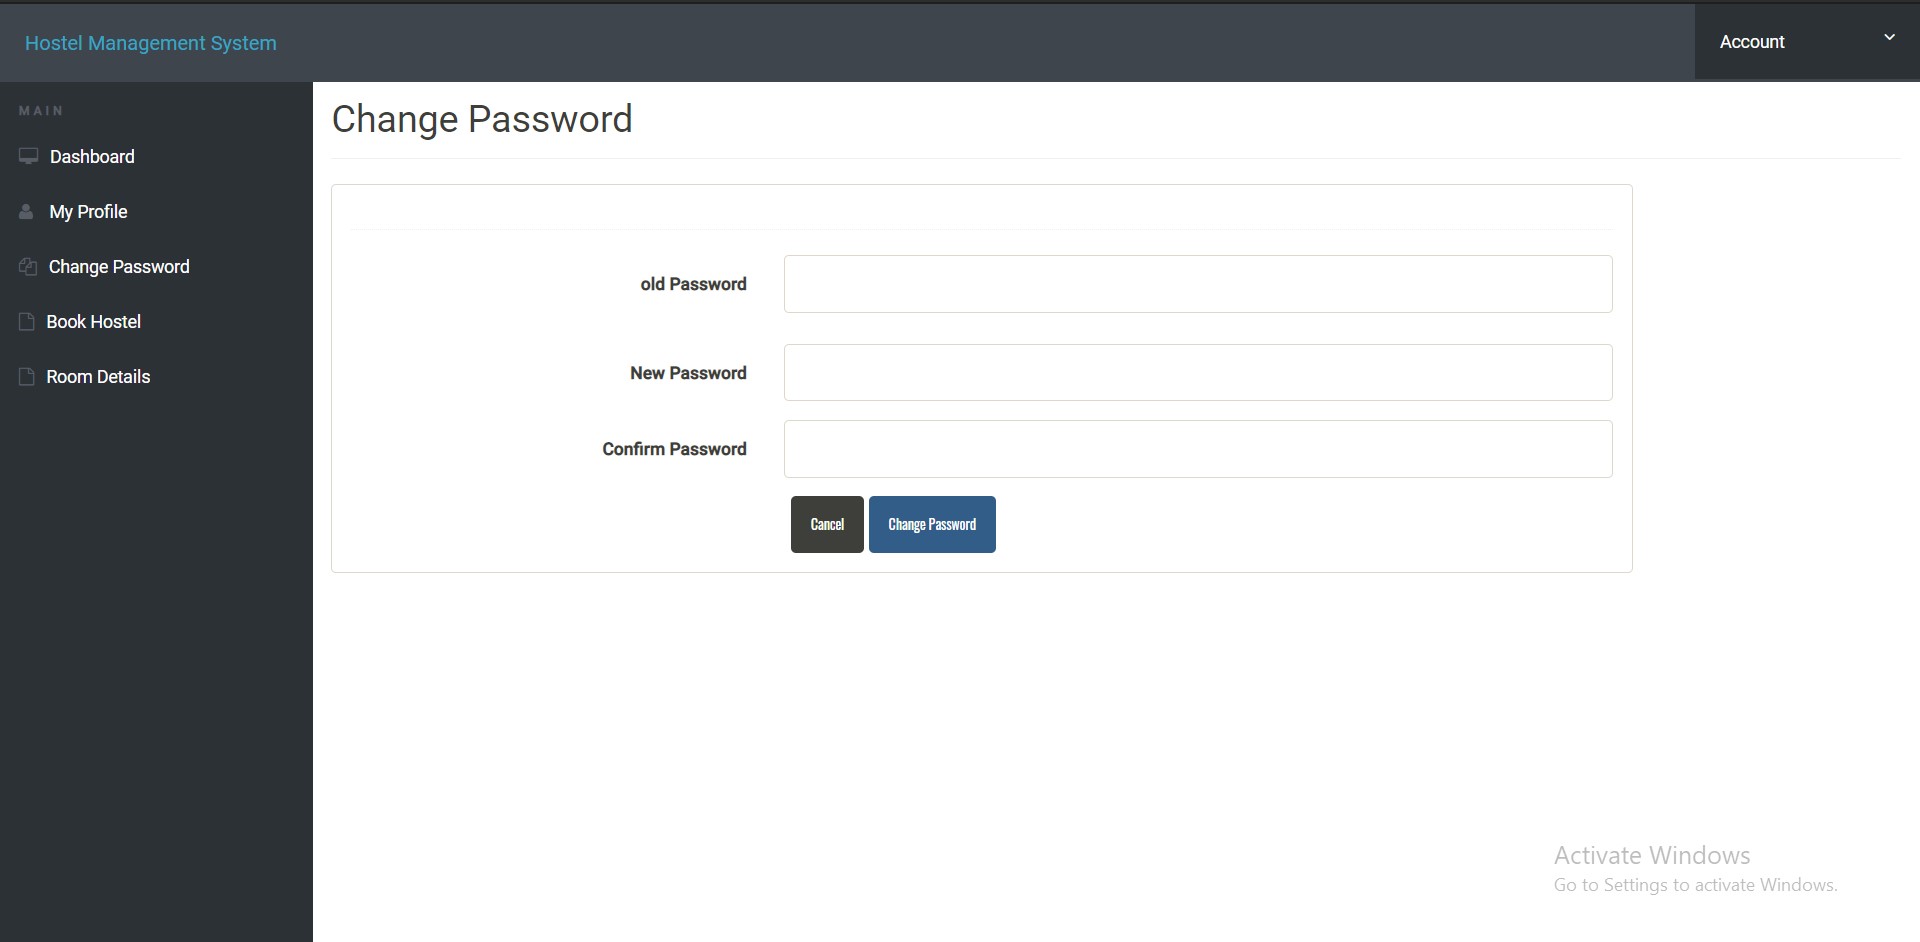 Hostel Management System
Account
MAIN
Dashboard
My Profile
Change Password
Book Hostel
Room Details
Change Password
old Password
New Password
Confirm Password
Cancel
Change Password
Activate Windows
Go to Settings to activate Windows.